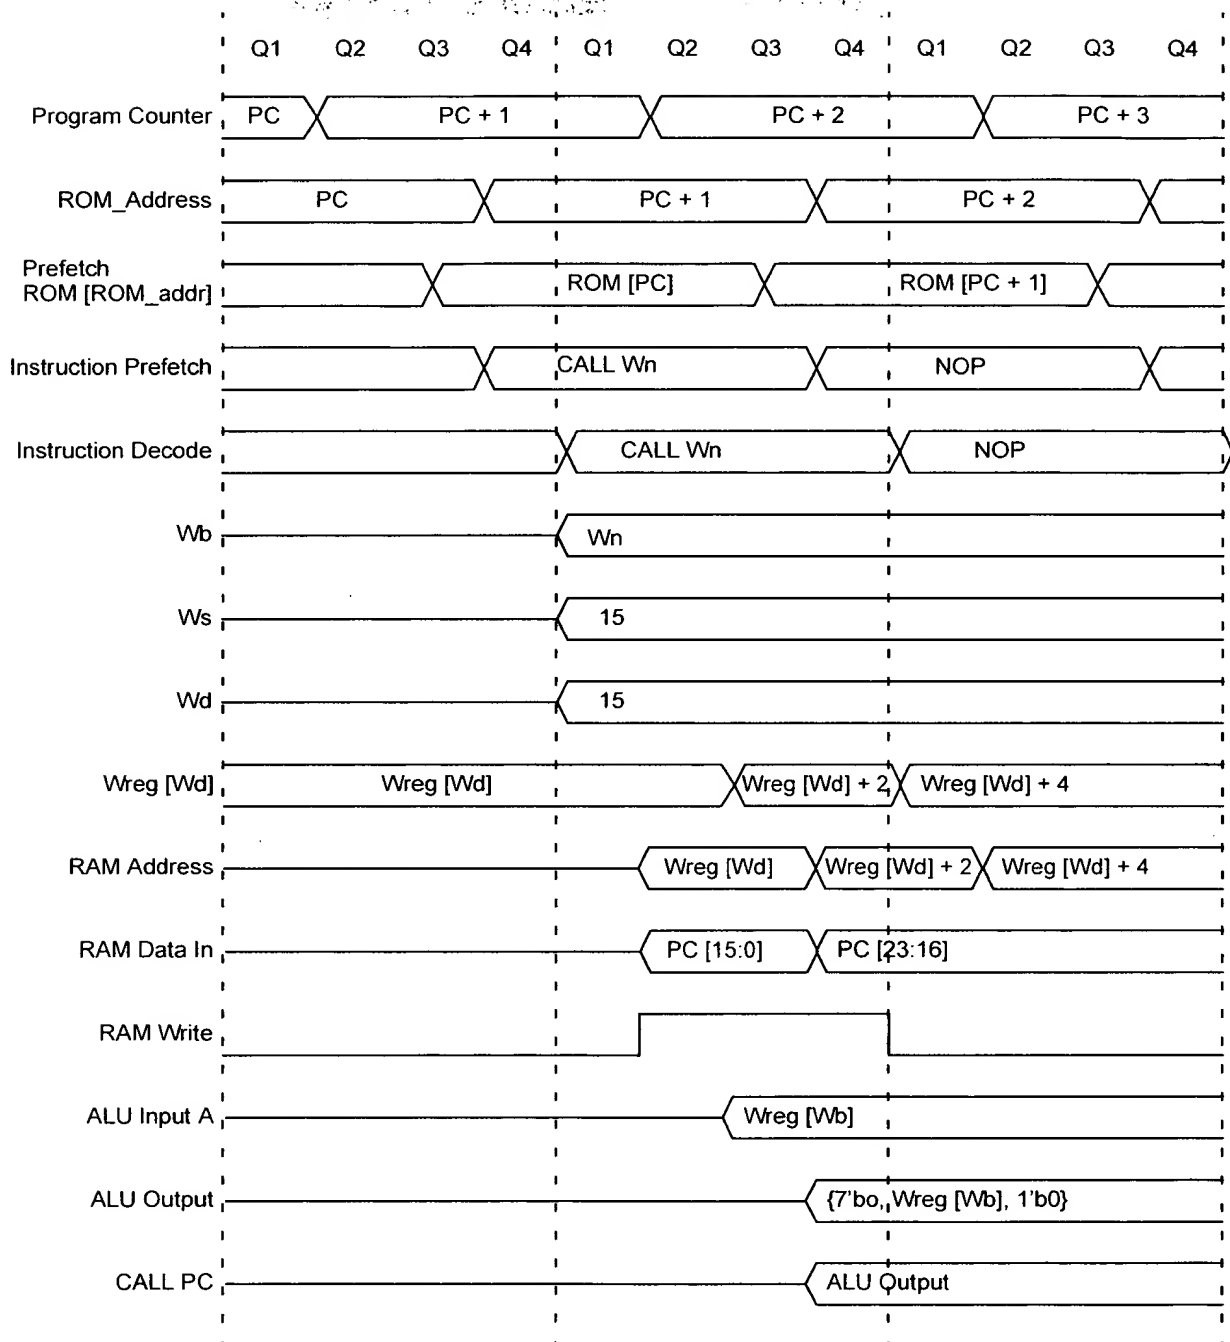 Q1 Q2 Q3 Q4 Q1 Q2 Q3 Q4 Q1 Q2 Q3 Q4
Program Counter PC PC + 1 PC + 2 PC + 3
ROM_Address PC PC + 1 PC + 2
Prefetch
ROM [ROM_addr] ROM [PC] ROM [PC + 1]
Instruction Prefetch CALL Wn NOP
Instruction Decode CALL Wn NOP
Wb Wn
Ws 15
Wd 15
Wreg [Wd] Wreg [Wd] Wreg [Wd] + 2 Wreg [Wd] + 4
RAM Address Wreg [Wd] Wreg [Wd] + 2 Wreg [Wd] + 4
RAM Data In PC [15:0] PC [23:16]
RAM Write
ALU Input A Wreg [Wb]
ALU Output {7'bo, Wreg [Wb], 1'b0}
CALL PC ALU Output